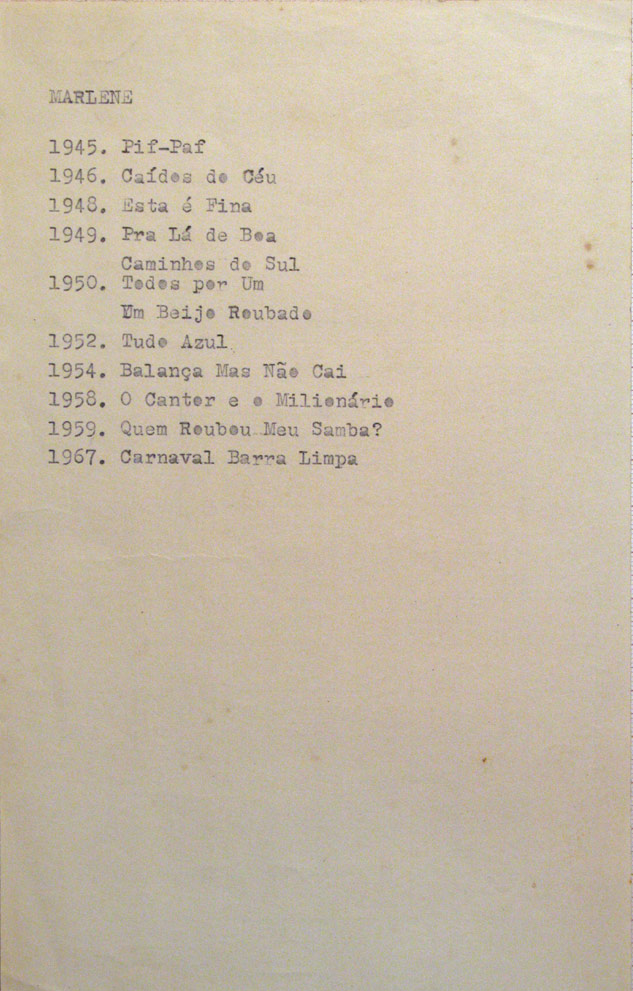 MARLENE
1945. Pif-Paf
1946. Caídos do Céu
1948. Esta é Fina
1949. Pra Lá de Boa
Caminhos do Sul
1950. Todos por Um
Um Beijo Roubado
1952. Tudo Azul
1954. Balança Mas Não Cai
1958. O Cantor e o Milionário
1959. Quem Roubou Meu Samba?
1967. Carnaval Barra Limpa